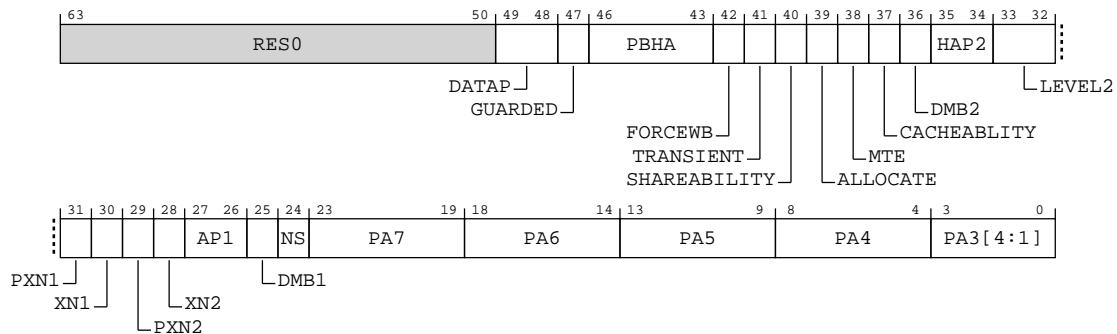 63 50 49 48 47 46 43 42 41 40 39 38 37 36 35 34 33 32
RES0 PBHA HAP2
DATAP LEVEL2
GUARDED DMB2
FORCEWB CACHEABLITY
TRANSIENT MTE
SHAREABILITY ALLOCATE
31 30 29 28 27 26 25 24 23 19 18 14 13 9 8 4 3 0
AP1 NS PA7 PA6 PA5 PA4 PA3[4:1]
PXN1 DMB1
XN1 XN2
PXN2